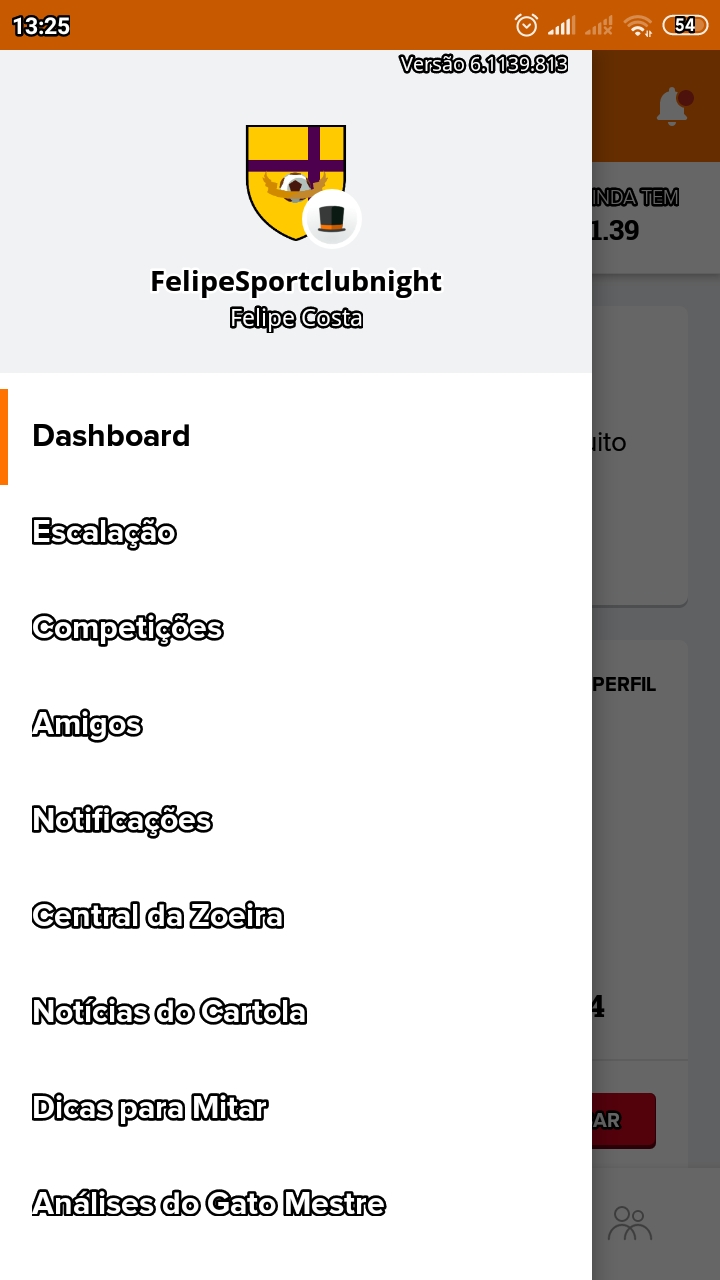 13:25
54
Versão 6.1139.813
INDA TEM
1.39
FelipeSportclubnight
Felipe Costa
Dashboard
uito
Escalação
Competições
PERFIL
Amigos
Notificações
Central da Zoeira
Notícias do Cartola
4
Dicas para Mitar
AR
Análises do Gato Mestre